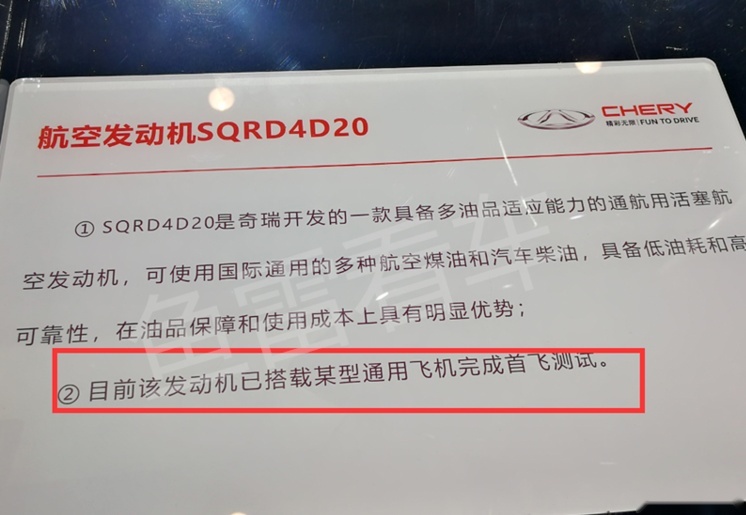 航空发动机SQRD4D20
CHERY
精彩无限 FUN TO DRIVE
① SQRD4D20是奇瑞开发的一款具备多油品适应能力的通航用活塞航
空发动机，可使用国际通用的多种航空煤油和汽车柴油，具备低油耗和高
可靠性，在油品保障和使用成本上具有明显优势；
② 目前该发动机已搭载某型通用飞机完成首飞测试。
鱼雷看车